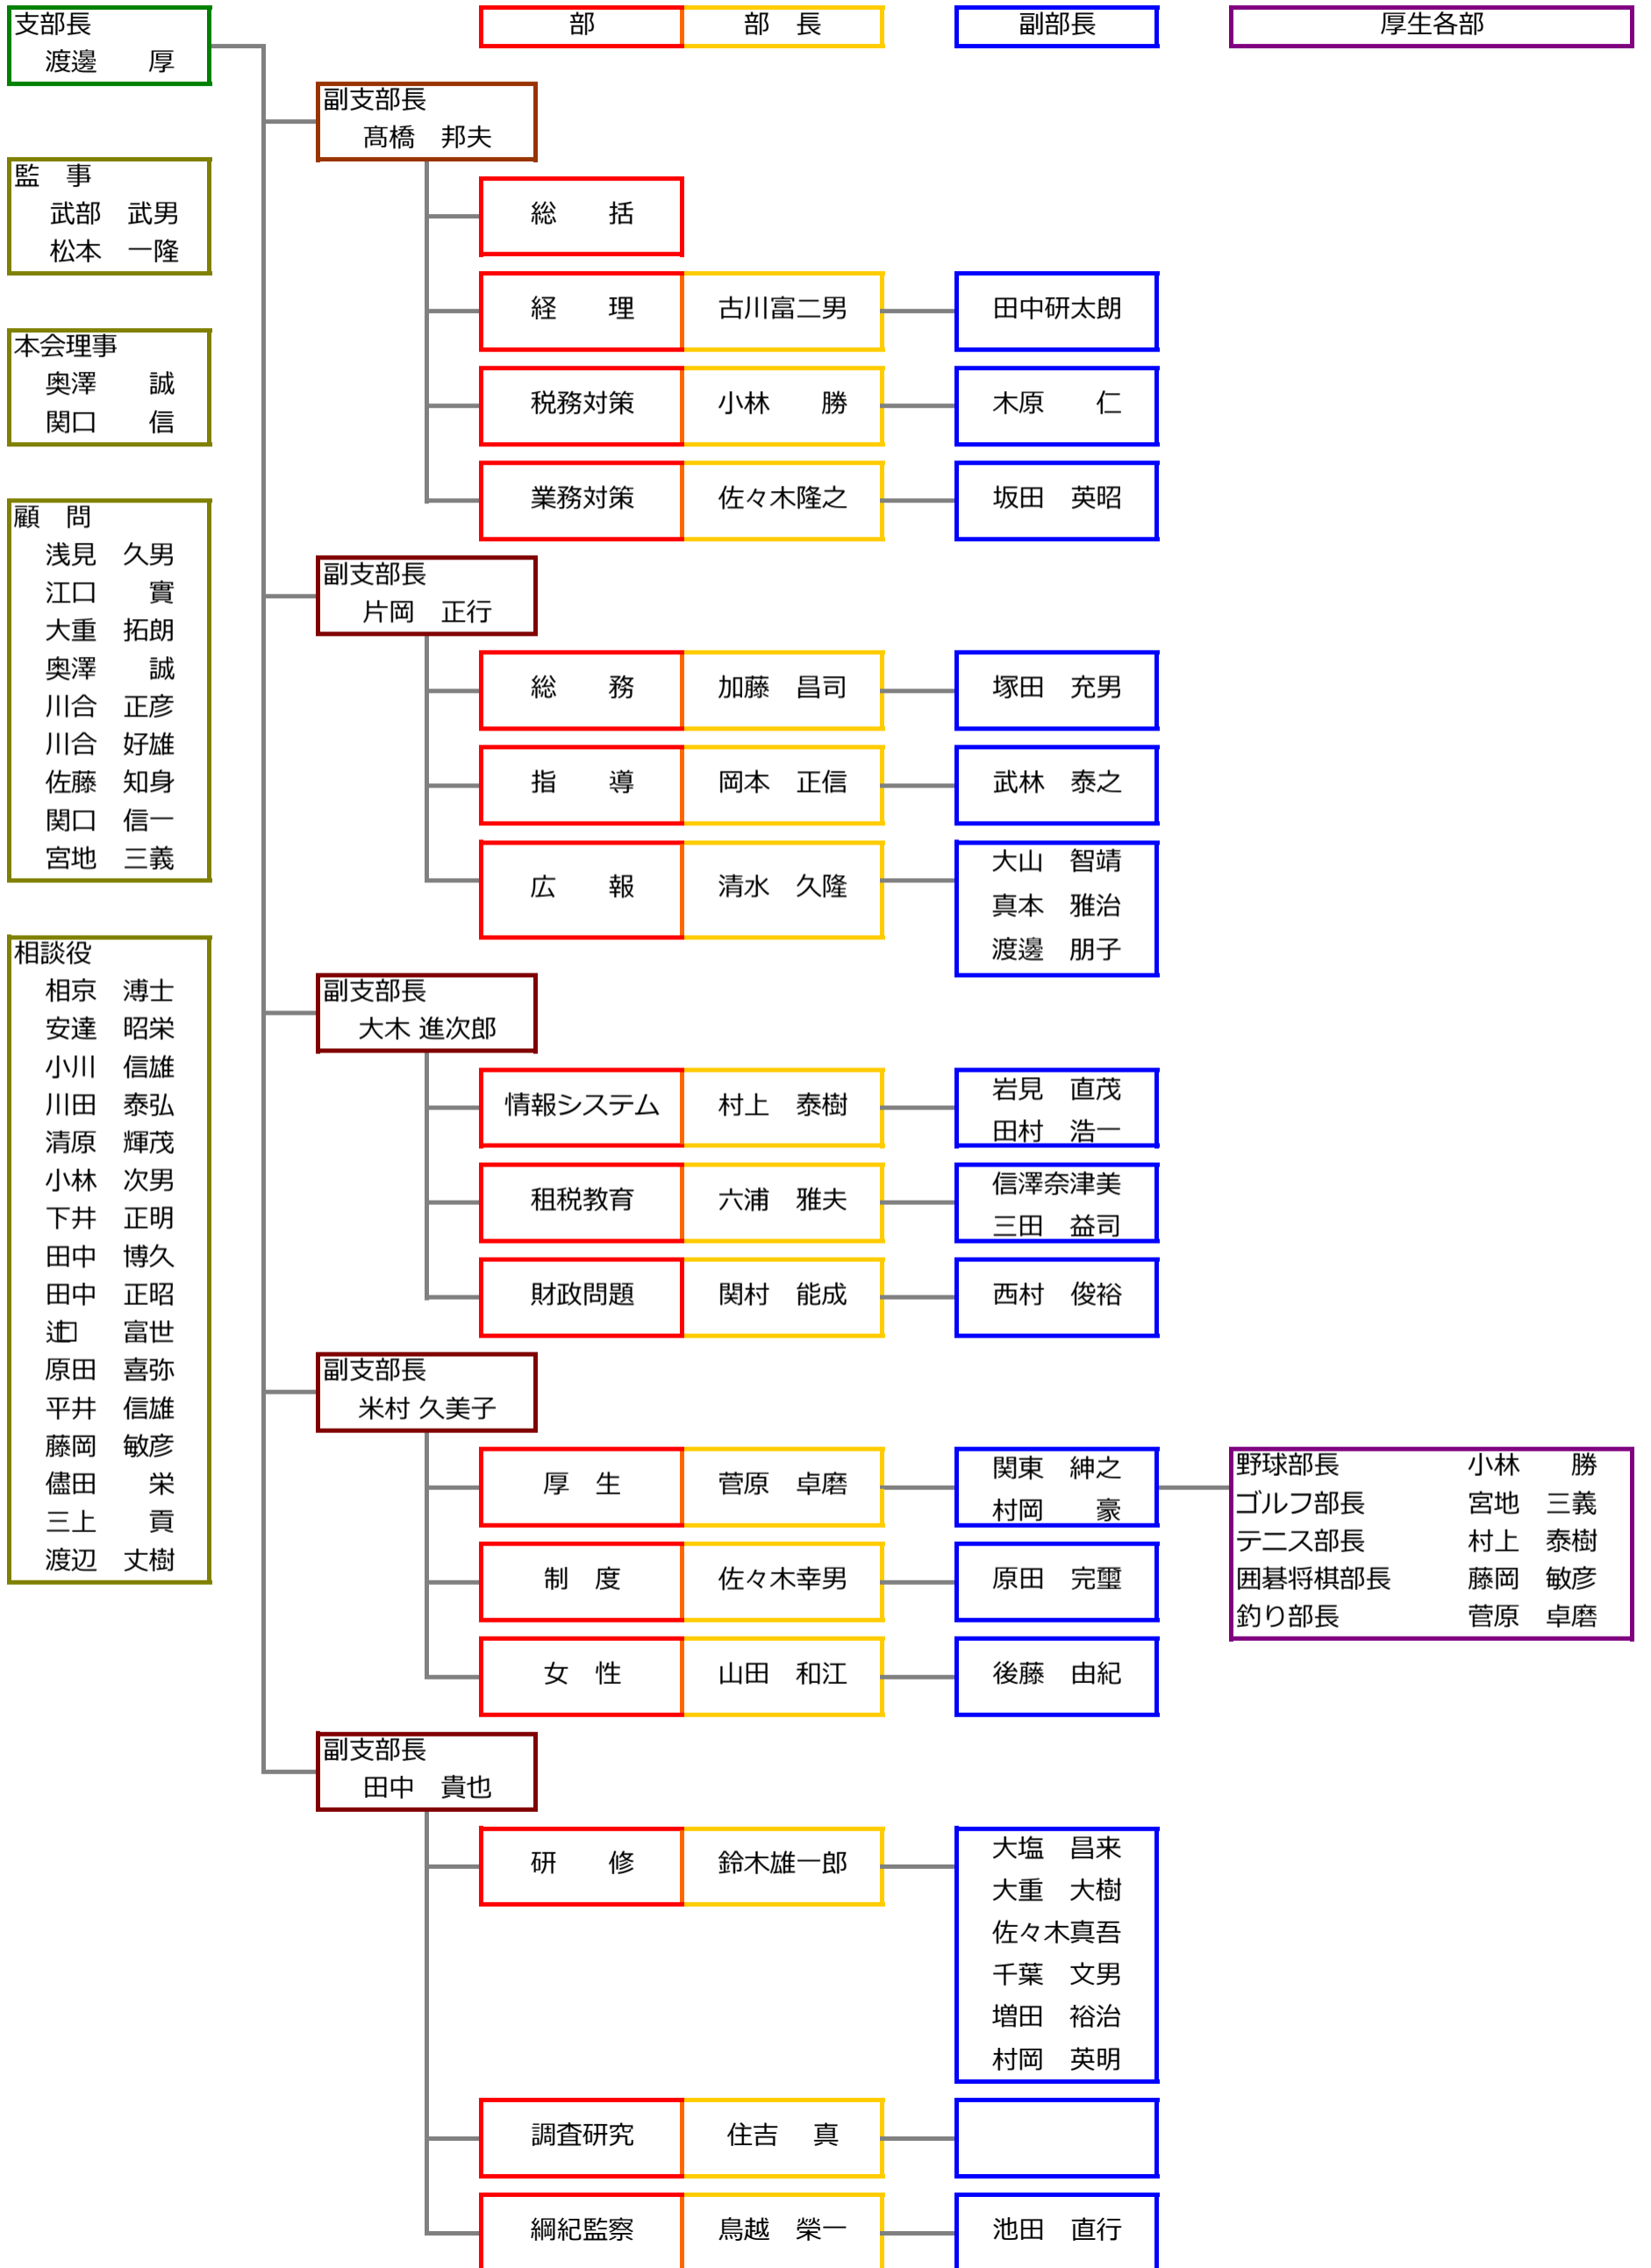 支部長
渡邊　　厚
監　事
武部　武男
松本　一隆
本会理事
奥澤　　誠
関口　　信
顧　問
浅見　久男
江口　　實
大重　拓朗
奥澤　　誠
川合　正彦
川合　好雄
佐藤　知身
関口　信一
宮地　三義
相談役
相京　溥士
安達　昭栄
小川　信雄
川田　泰弘
清原　輝茂
小林　次男
下井　正明
田中　博久
田中　正昭
富世
原田　喜弥
平井　信雄
藤岡　敏彦
儘田　　栄
三上　　貢
渡辺　丈樹
部　部　長　副部長　厚生各部
副支部長
髙橋　邦夫
総　　括
経　　理　古川富二男　田中研太朗
税務対策　小林　　勝　木原　　仁
業務対策　佐々木隆之　坂田　英昭
副支部長
片岡　正行
総　　務　加藤　昌司　塚田　充男
指　　導　岡本　正信　武林　泰之
広　　報　清水　久隆
大山　智靖
真本　雅治
渡邊　朋子
副支部長
大木 進次郎
情報システム　村上　泰樹
岩見　直茂
田村　浩一
租税教育　六浦　雅夫
信澤奈津美
三田　益司
財政問題　関村　能成　西村　俊裕
副支部長
米村 久美子
厚　生　菅原　卓磨
関東　紳之
村岡　　豪
野球部長　小林　　勝
ゴルフ部長　宮地　三義
テニス部長　村上　泰樹
囲碁将棋部長　藤岡　敏彦
釣り部長　菅原　卓磨
制　度　佐々木幸男　原田　完璽
女　性　山田　和江　後藤　由紀
副支部長
田中　貴也
研　　修　鈴木雄一郎
大塩　昌来
大重　大樹
佐々木真吾
千葉　文男
増田　裕治
村岡　英明
調査研究　住吉　真
綱紀監察　鳥越　榮一　池田　直行